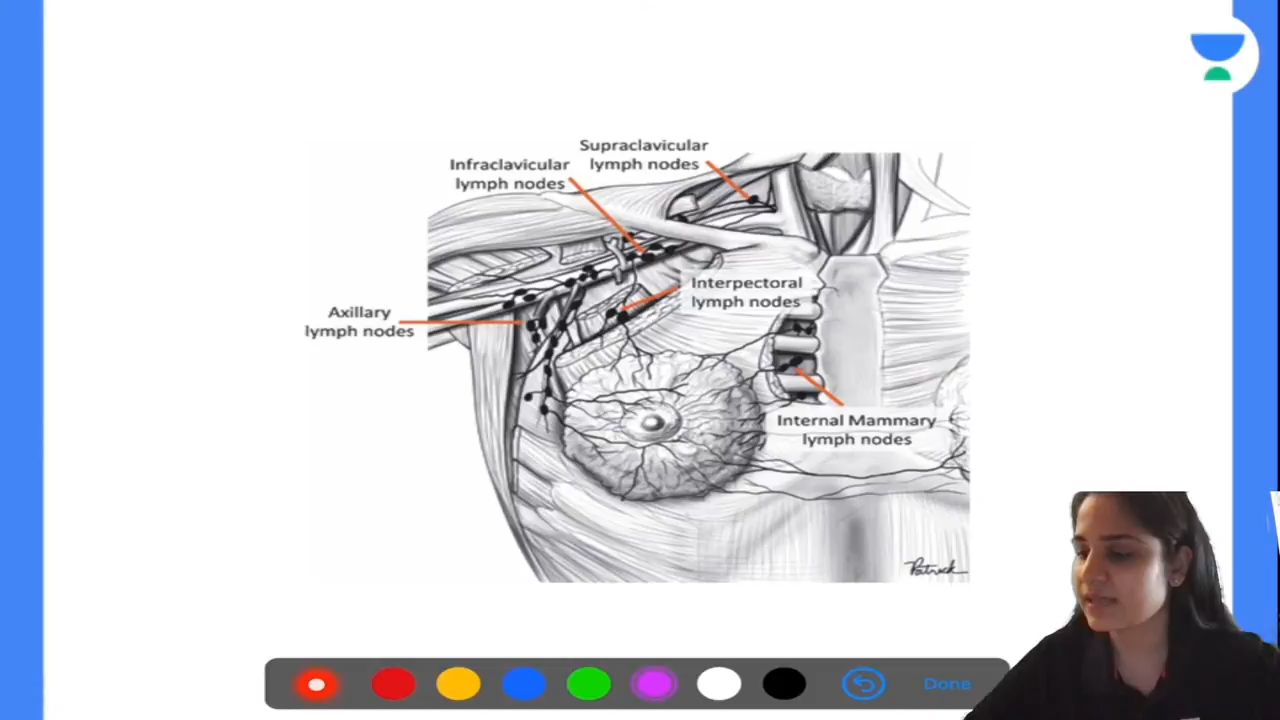 Supraclavicular
lymph nodes
Infraclavicular
lymph nodes
Interpectoral
lymph nodes
Axillary
lymph nodes
Internal Mammary
lymph nodes
Patrick
Done